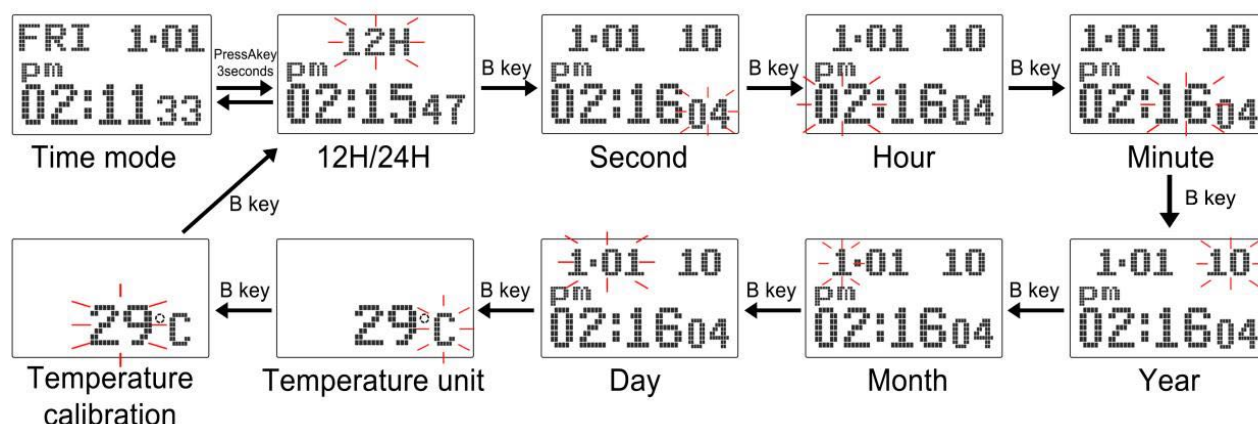 FRI 1·01
pm
02:11 33
Time mode
PressAkey
3seconds
12H
pm
02:15 47
12H/24H
B key
1·01 10
pm
02:16 04
Second
B key
1·01 10
pm
02:16 04
Hour
B key
1·01 10
pm
02:16 04
Minute
B key
B key
29°C
Temperature
calibration
B key
29°C
Temperature unit
B key
1·01 10
pm
02:16 04
Day
B key
1·01 10
pm
02:16 04
Month
B key
1·01 10
pm
02:16 04
Year